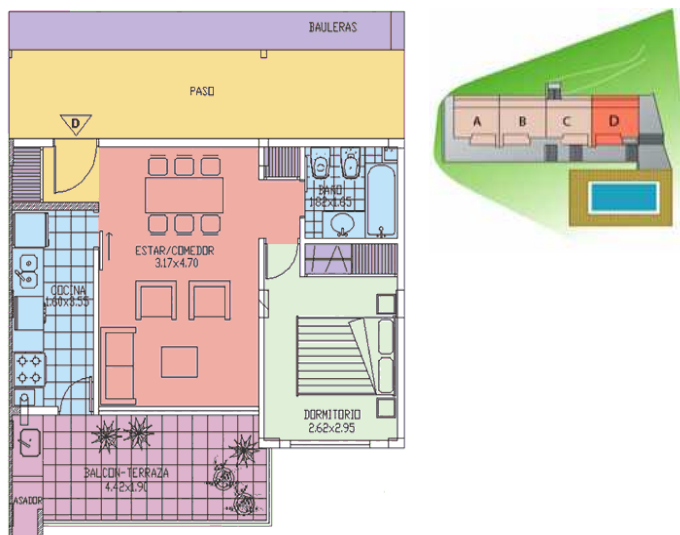 BAULERAS
PASO
D
BAÑO
1.82x1.65
ESTAR/COMEDOR
3.17x4.70
COCINA
1.60x3.55
DORMITORIO
2.62x2.95
BALCON-TERRAZA
4.42x1.90
ASADOR
A
B
C
D